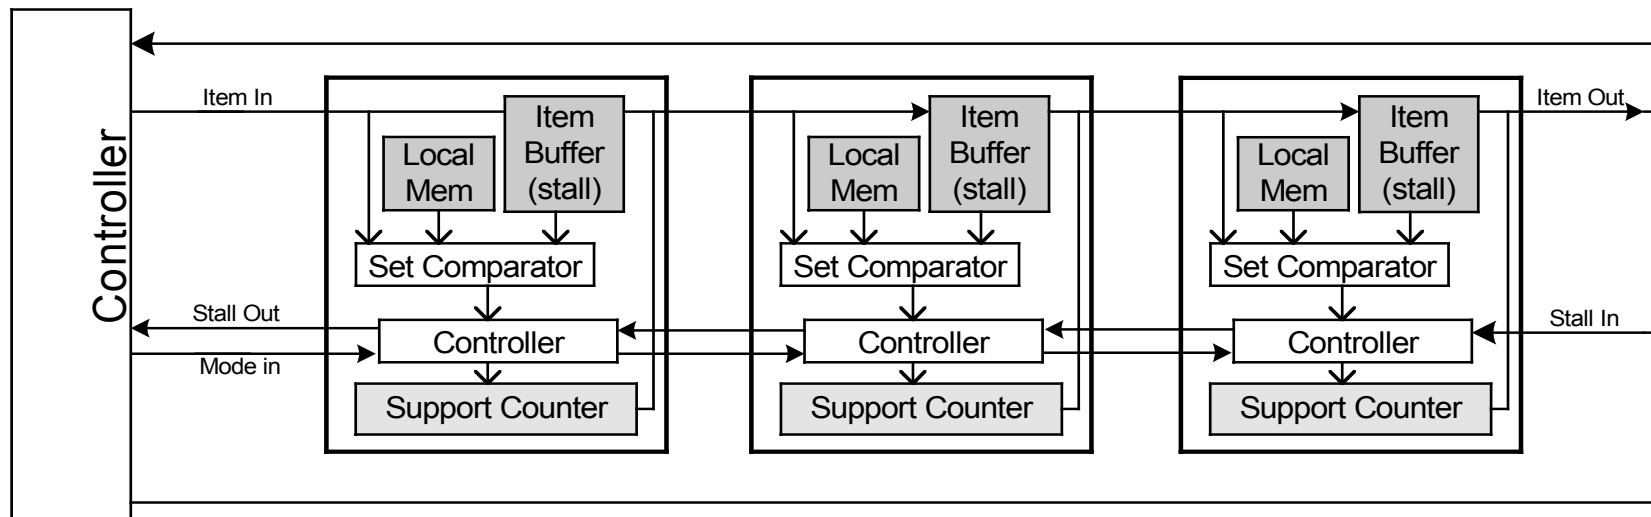 Controller
Item In
Item
Buffer
(stall)
Local
Mem
Set Comparator
Stall Out
Controller
Mode in
Support Counter
Item
Buffer
(stall)
Local
Mem
Set Comparator
Controller
Support Counter
Item
Buffer
(stall)
Local
Mem
Set Comparator
Controller
Support Counter
Item Out
Stall In